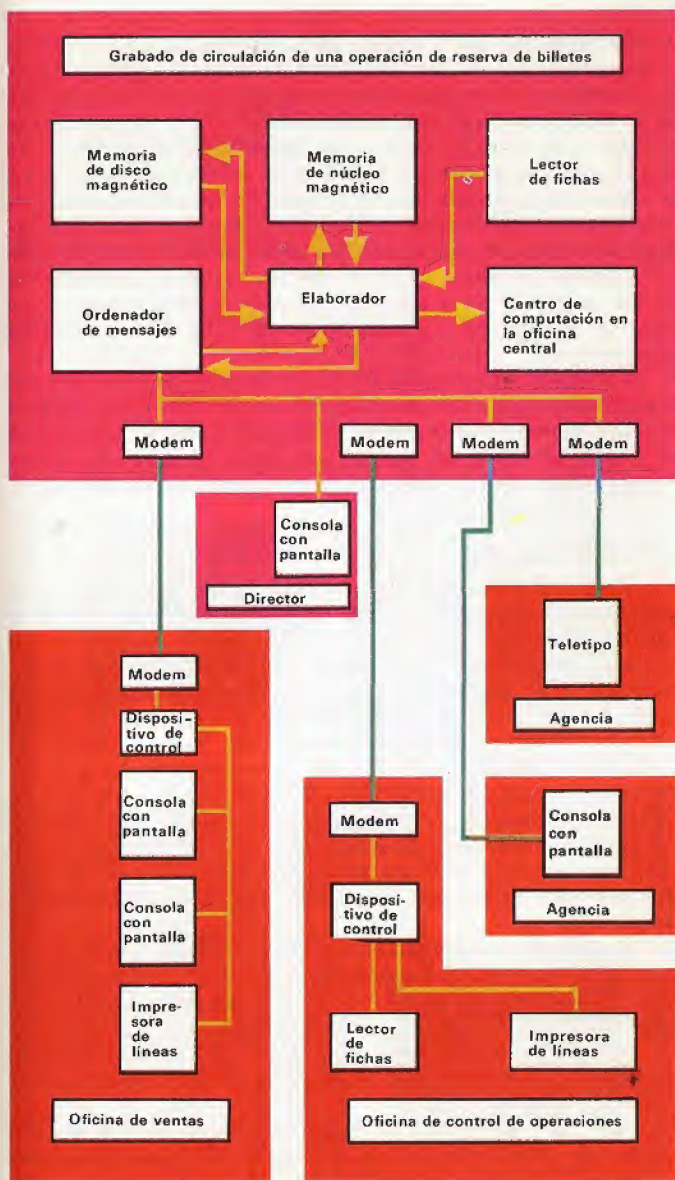 Grabado de circulación de una operación de reserva de billetes
Memoria
de disco
magnético
Memoria
de núcleo
magnético
Lector
de fichas
Ordenador
de mensajes
Elaborador
Centro de
computación en
la oficina
central
Modem
Modem
Modem
Modem
Consola
con
pantalla
Director
Teletipo
Agencia
Modem
Disposi-
tivo de
control
Consola
con
pantalla
Consola
con
pantalla
Impre-
sora
de
líneas
Oficina de ventas
Modem
Disposi-
tivo de
control
Lector
de
fichas
Impresora
de líneas
Oficina de control de operaciones
Consola
con
pantalla
Agencia